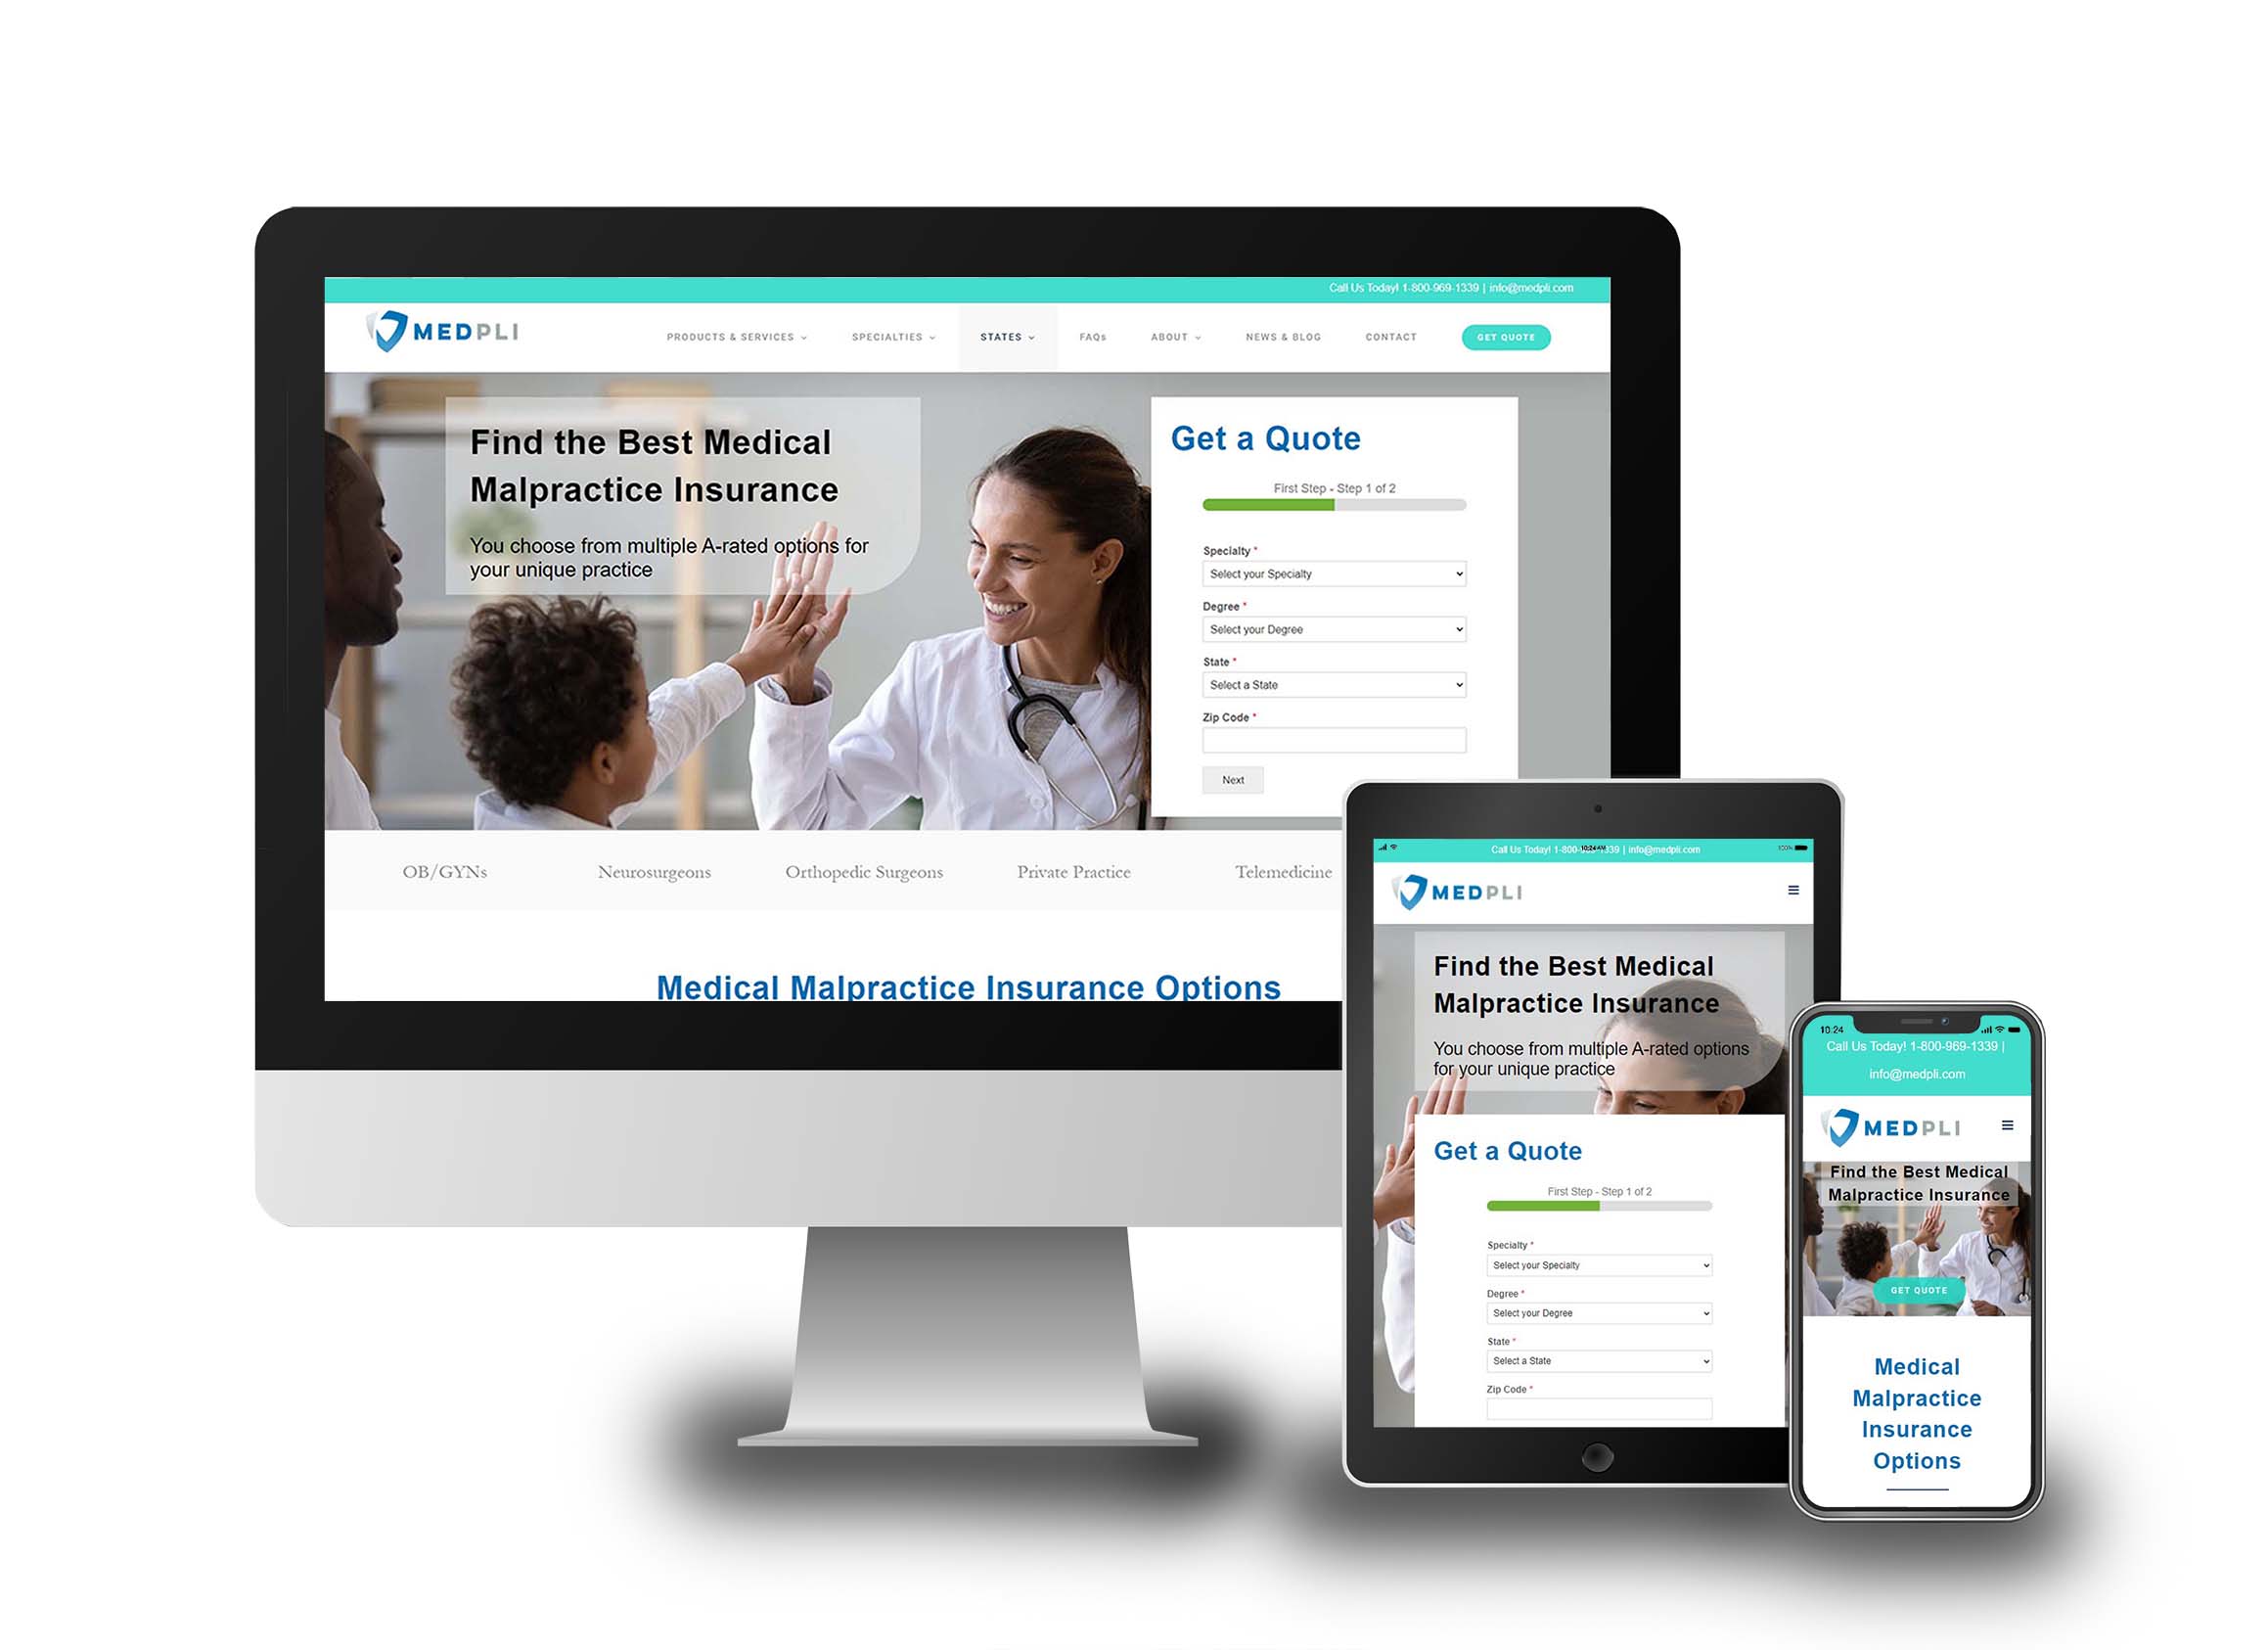 Call Us Today! 1-800-969-1339 | info@medpli.com
MEDPLI
PRODUCTS & SERVICES
SPECIALTIES
STATES
FAQs
ABOUT
NEWS & BLOG
CONTACT
GET QUOTE
Find the Best Medical
Malpractice Insurance
You choose from multiple A-rated options for
your unique practice
Get a Quote
First Step - Step 1 of 2
Specialty *
Select your Specialty
Degree *
Select your Degree
State *
Select a State
Zip Code *
Next
OB/GYNs
Neurosurgeons
Orthopedic Surgeons
Private Practice
Telemedicine
Medical Malpractice Insurance Options
10:24 AM
100%
Call Us Today! 1-800-969-1339 | info@medpli.com
MEDPLI
Find the Best Medical
Malpractice Insurance
You choose from multiple A-rated options
for your unique practice
Get a Quote
First Step - Step 1 of 2
Specialty *
Select your Specialty
Degree *
Select your Degree
State *
Select a State
Zip Code *
10:24
Call Us Today! 1-800-969-1339 |
info@medpli.com
MEDPLI
Find the Best Medical
Malpractice Insurance
GET QUOTE
Medical
Malpractice
Insurance
Options